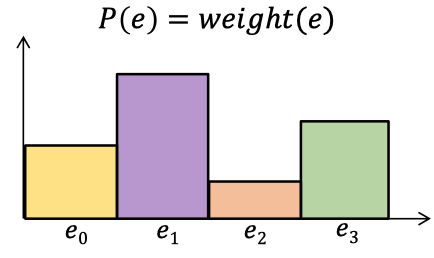 P(e) = weight(e)
e₀ e₁ e₂ e₃